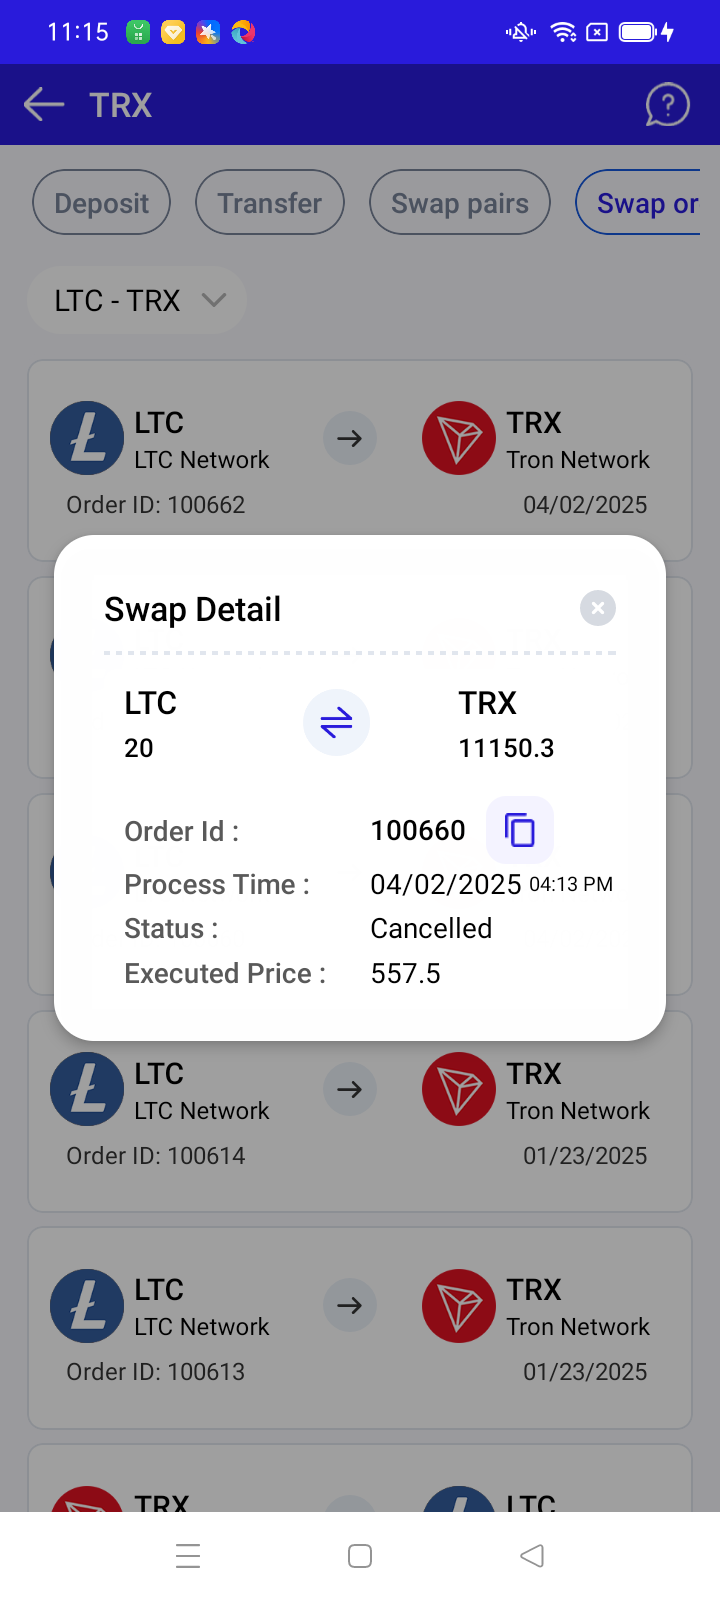 11:15
TRX
Deposit
Transfer
Swap pairs
Swap or
LTC - TRX
LTC
LTC Network
TRX
Tron Network
Order ID: 100662
04/02/2025
Swap Detail
LTC
TRX
20
11150.3
Order Id :
100660
Process Time :
04/02/2025 04:13 PM
Status :
Cancelled
Executed Price :
557.5
LTC
LTC Network
TRX
Tron Network
Order ID: 100614
01/23/2025
LTC
LTC Network
TRX
Tron Network
Order ID: 100613
01/23/2025
TRX
LTC